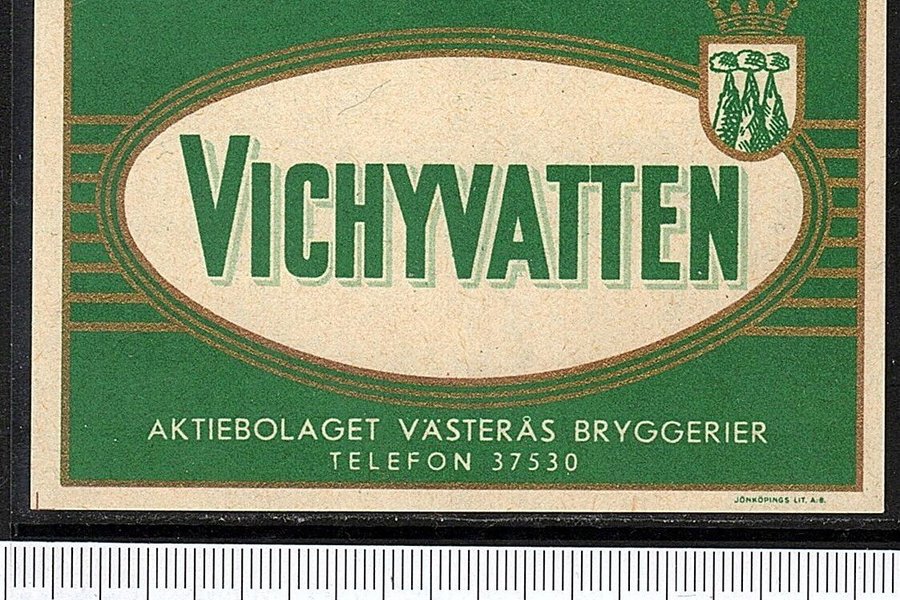 VICHYVATTEN
AKTIEBOLAGET VÄSTERÅS BRYGGERIER
TELEFON 37530
JÖNKÖPINGS LIT. A.B.